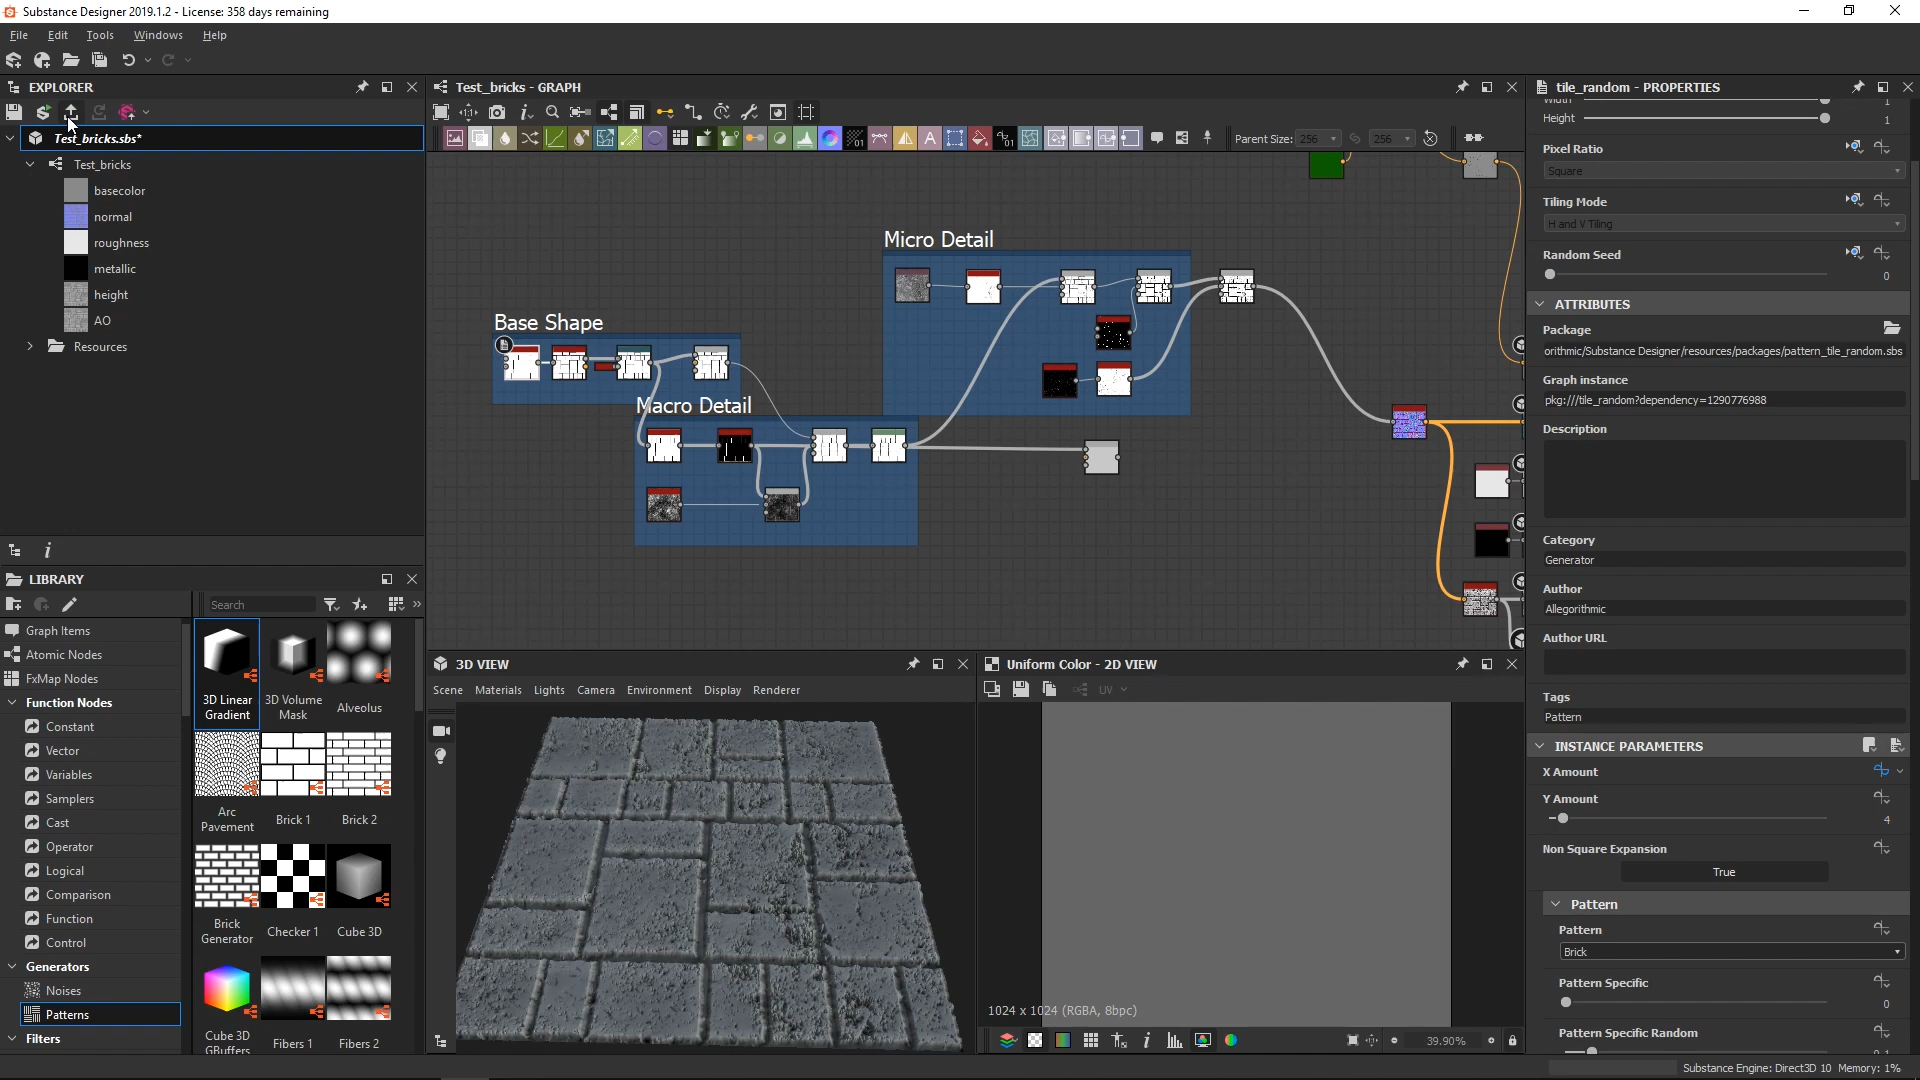 Substance Designer 2019.1.2 - License: 358 days remaining
File Edit Tools Windows Help
EXPLORER
Test_bricks.sbs*
Test_bricks
basecolor
normal
roughness
metallic
height
AO
Resources
LIBRARY
Search
Graph Items
Atomic Nodes
FxMap Nodes
Function Nodes
Constant
Vector
Variables
Samplers
Cast
Operator
Logical
Comparison
Function
Control
Generators
Noises
Patterns
Filters
3D Linear Gradient
3D Volume Mask
Alveolus
Arc Pavement
Brick 1
Brick 2
Brick Generator
Checker 1
Cube 3D
Cube 3D GBuffers
Fibers 1
Fibers 2
Test_bricks - GRAPH
Parent Size: 256 256
Micro Detail
Base Shape
Macro Detail
3D VIEW
Scene Materials Lights Camera Environment Display Renderer
Uniform Color - 2D VIEW
UV
1024 x 1024 (RGBA, 8bpc)
39.90%
tile_random - PROPERTIES
Width 1
Height 1
Pixel Ratio
Square
Tiling Mode
H and V Tiling
Random Seed
0
ATTRIBUTES
Package
orithmic/Substance Designer/resources/packages/pattern_tile_random.sbs
Graph instance
pkg:///tile_random?dependency=1290776988
Description
Category
Generator
Author
Allegorithmic
Author URL
Tags
Pattern
INSTANCE PARAMETERS
X Amount
Y Amount
4
Non Square Expansion
True
Pattern
Pattern
Brick
Pattern Specific
0
Pattern Specific Random
0.1
Substance Engine: Direct3D 10 Memory: 1%